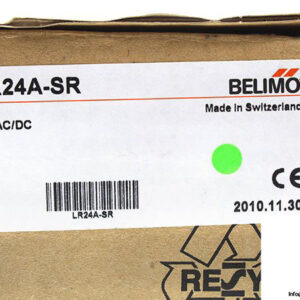 LR24A-SR
BELIMO
Made in Switzerland
AC/DC
LR24A-SR
CE
2010.11.30
RESY